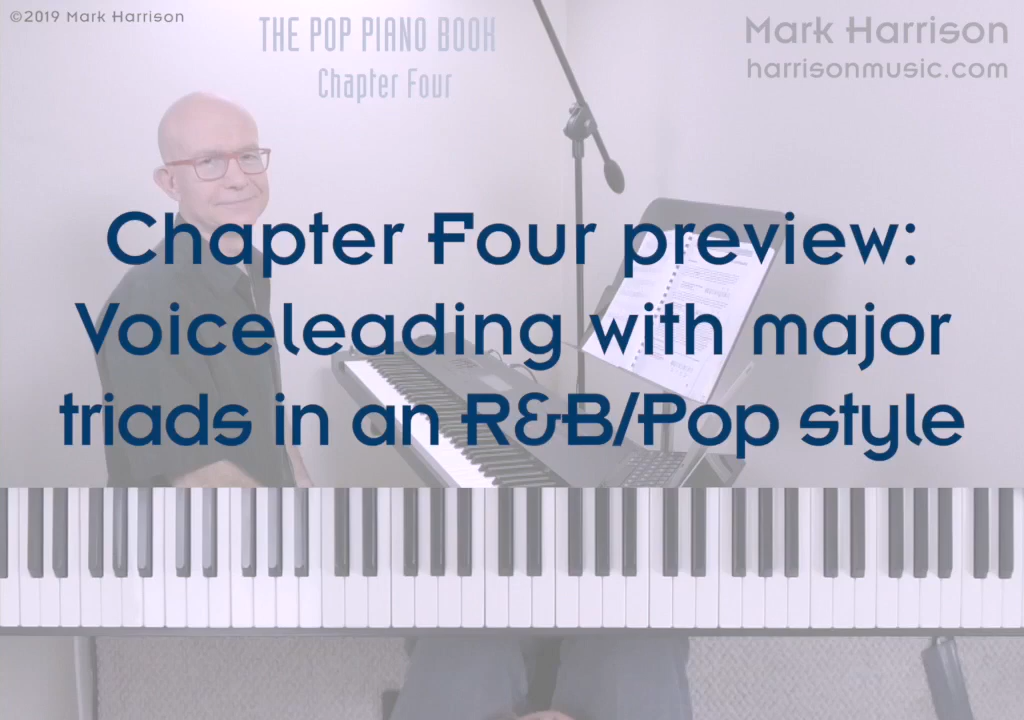 ©2019 Mark Harrison
THE POP PIANO BOOK
Chapter Four
Mark Harrison
harrisonmusic.com
Chapter Four preview:
Voiceleading with major
triads in an R&B/Pop style